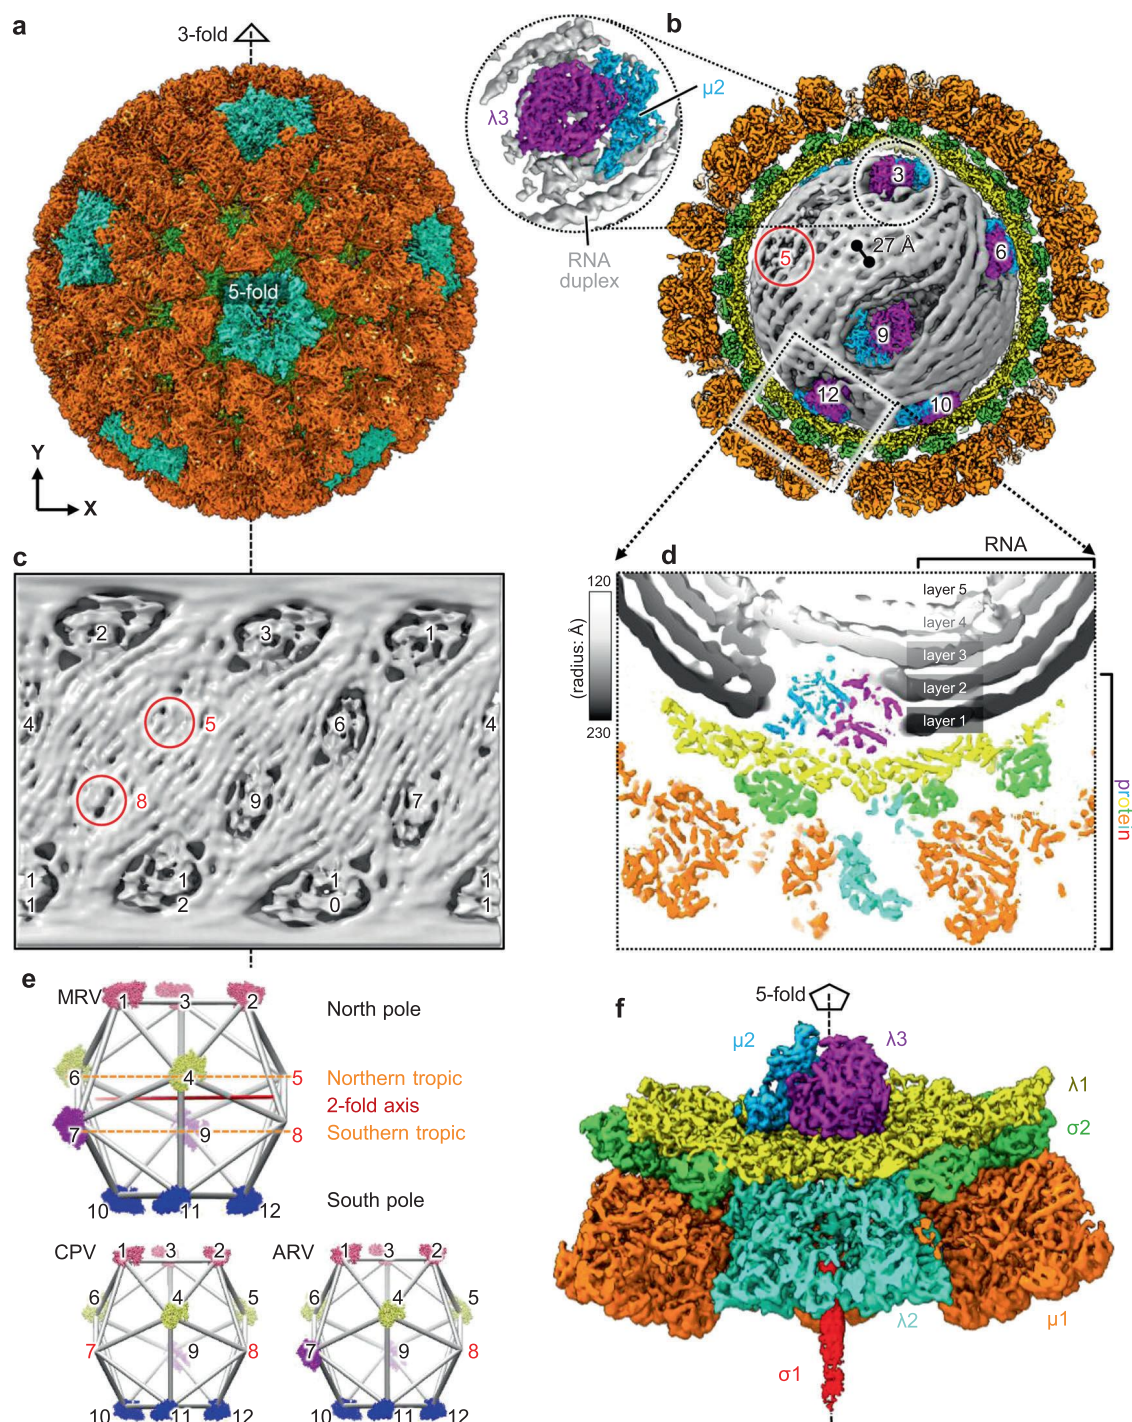 a
3-fold
5-fold
Y
X
b
λ3
μ2
RNA
duplex
3
5
27 Å
6
9
12
10
c
2
3
1
4
5
6
4
8
9
7
1
1
1
2
1
0
1
1
d
RNA
120
(radius: Å)
230
layer 5
layer 4
layer 3
layer 2
layer 1
protein
e
MRV
1
3
2
North pole
6
4
5
Northern tropic
2-fold axis
7
9
8
Southern tropic
10
11
12
South pole
CPV
1
3
2
6
4
5
7
9
8
10
11
12
ARV
1
3
2
6
4
5
7
9
8
10
11
12
f
5-fold
μ2
λ3
λ1
σ2
λ2
μ1
σ1